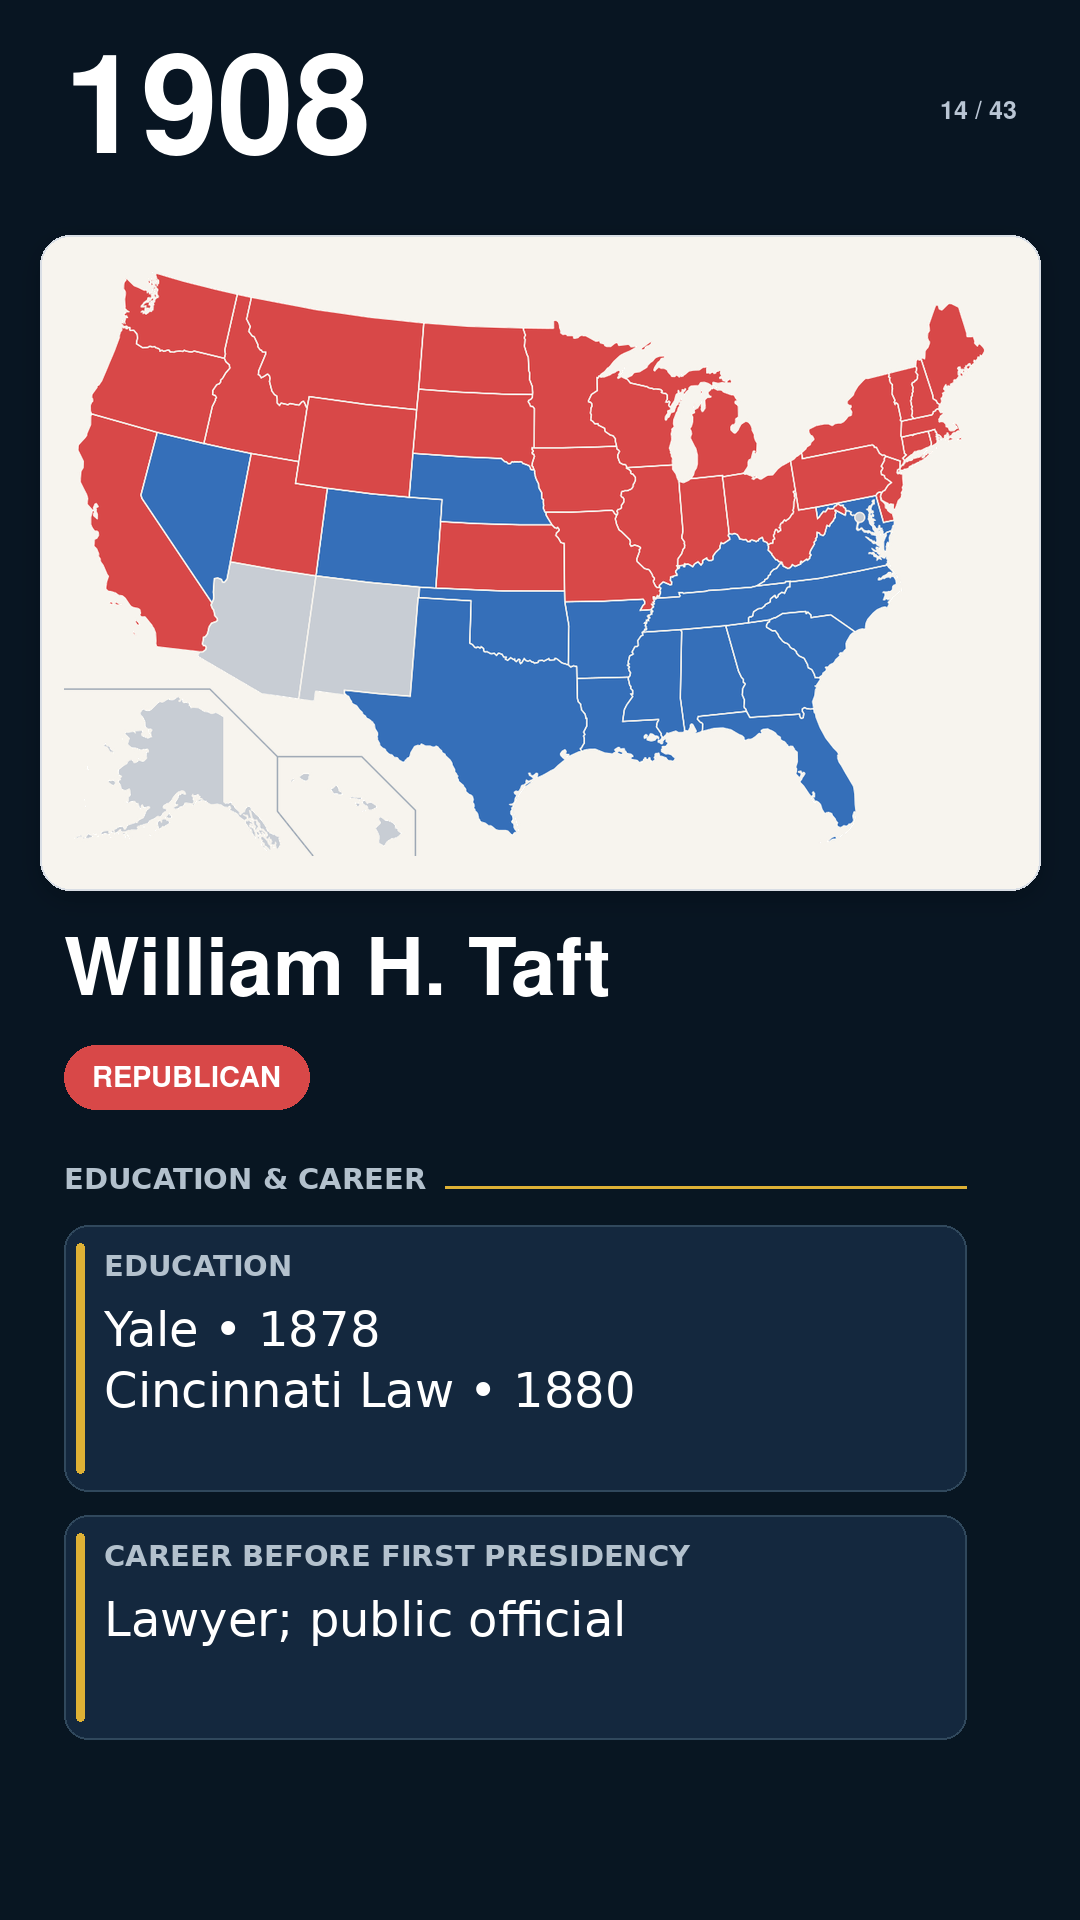 1908
14 / 43
William H. Taft
REPUBLICAN
EDUCATION & CAREER
EDUCATION
Yale • 1878
Cincinnati Law • 1880
CAREER BEFORE FIRST PRESIDENCY
Lawyer; public official